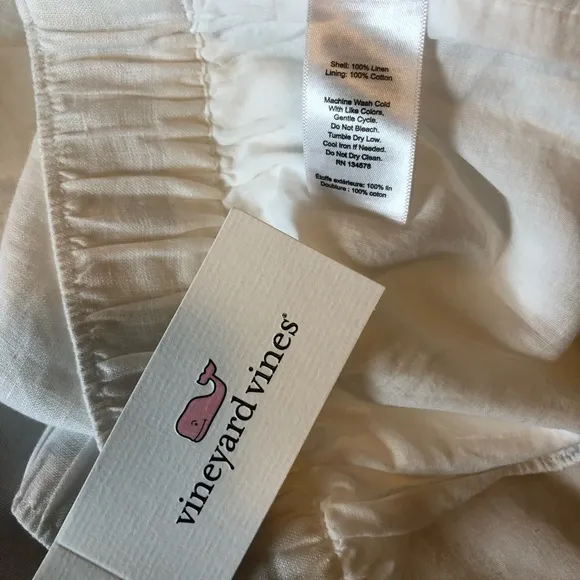 Shell: 100% Linen
Lining: 100% Cotton
Machine Wash Cold
With Like Colors,
Gentle Cycle.
Do Not Bleach.
Tumble Dry Low.
Cool Iron if Needed.
Do Not Dry Clean.
RN 134678
Étoffe extérieure: 100% lin
Doublure : 100% coton
vineyard vines®